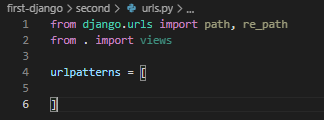 first-django > second > urls.py > ...
1 from django.urls import path, re_path
2 from . import views
3
4 urlpatterns = [
5
6 ]